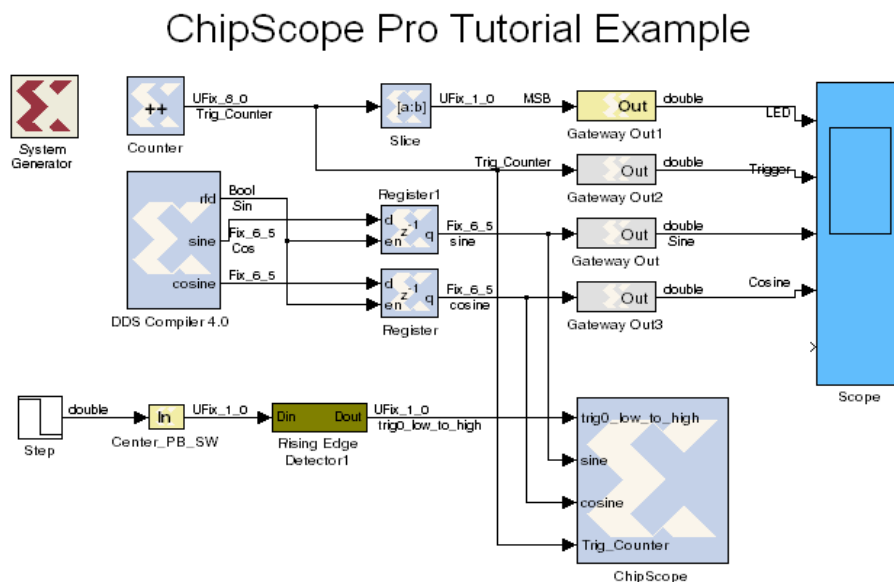 ChipScope Pro Tutorial Example
System
Generator
++
Counter
UFix_8_0
Trig_Counter
[a:b]
Slice
UFix_1_0
MSB
Out
Gateway Out1
double
LED
Trig_Counter
Out
Gateway Out2
double
Trigger
rfd
sine
cosine
DDS Compiler 4.0
Bool
Sin
Fix_6_5
Cos
Fix_6_5
Register1
d
en
z-1
q
Fix_6_5
sine
Out
Gateway Out
double
Sine
d
en
z-1
q
Register
Fix_6_5
cosine
Out
Gateway Out3
double
Cosine
Scope
Step
double
In
Center_PB_SW
UFix_1_0
Din
Dout
Rising Edge
Detector1
UFix_1_0
trig0_low_to_high
trig0_low_to_high
sine
cosine
Trig_Counter
ChipScope